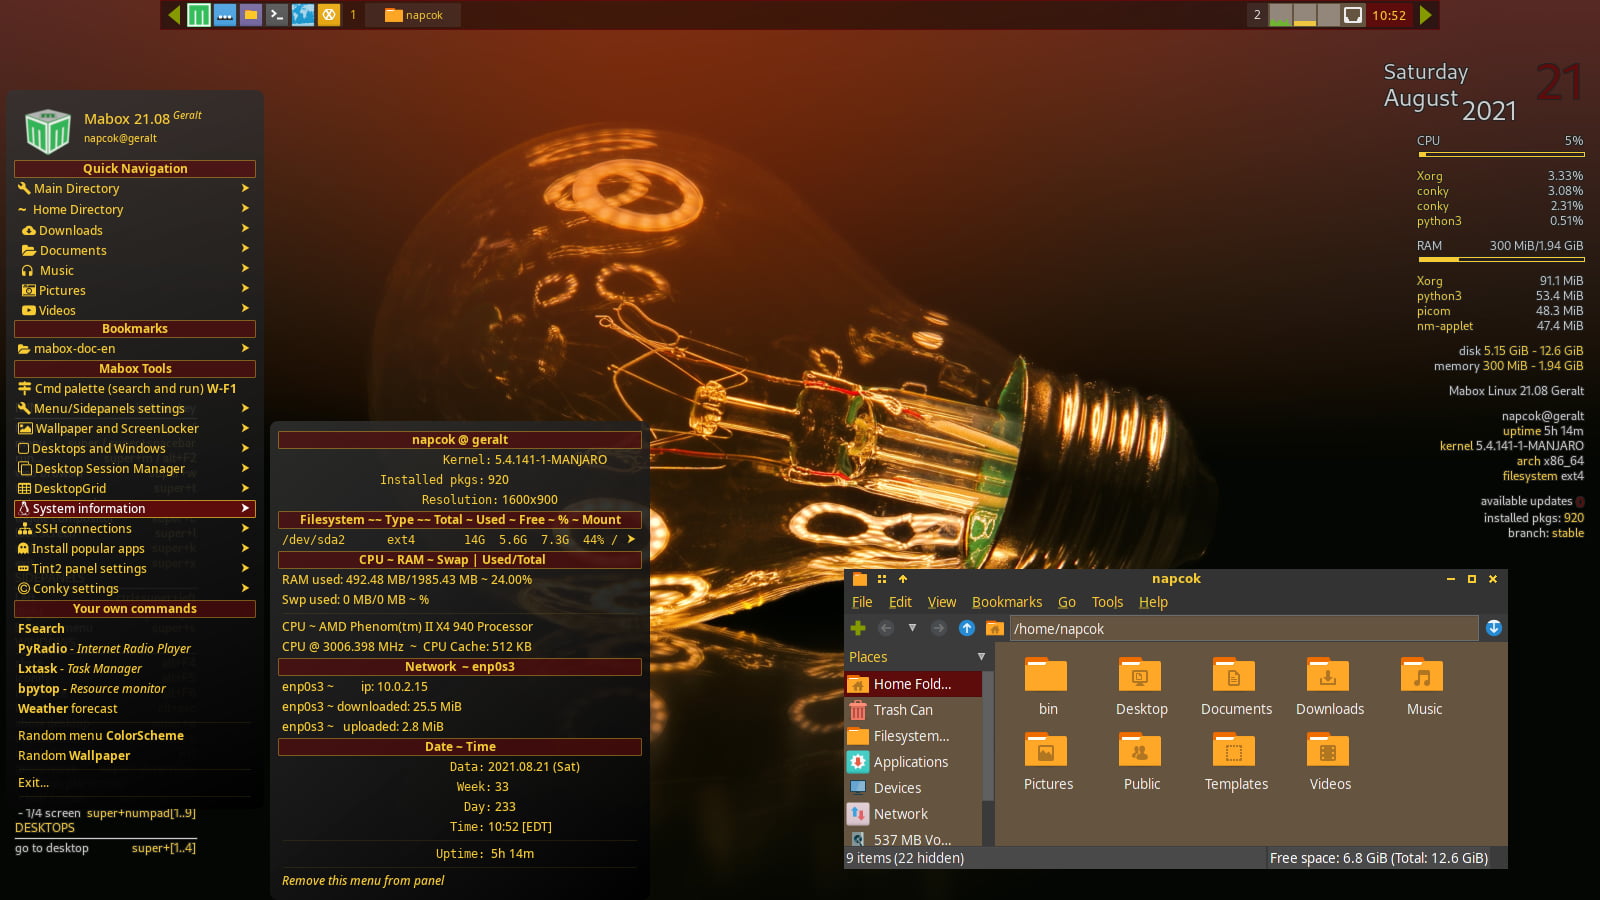 1
napcok
2
10:52
Saturday
21
August
2021
CPU 5%
Xorg 3.33%
conky 3.08%
conky 2.31%
python3 0.51%
RAM 300 MiB/1.94 GiB
Xorg 91.1 MiB
python3 53.4 MiB
picom 48.3 MiB
nm-applet 47.4 MiB
disk 5.15 GiB - 12.6 GiB
memory 300 MiB - 1.94 GiB
Mabox Linux 21.08 Geralt
napcok@geralt
uptime 5h 14m
kernel 5.4.141-1-MANJARO
arch x86_64
filesystem ext4
available updates 0
installed pkgs: 920
branch: stable
Mabox 21.08 Geralt
napcok@geralt
Quick Navigation
Main Directory
~ Home Directory
Downloads
Documents
Music
Pictures
Videos
Bookmarks
mabox-doc-en
Mabox Tools
Cmd palette (search and run) W-F1
Menu/Sidepanels settings
Wallpaper and ScreenLocker
Desktops and Windows
Desktop Session Manager
DesktopGrid
System information
SSH connections
Install popular apps
Tint2 panel settings
Conky settings
Your own commands
FSearch
PyRadio - Internet Radio Player
Lxtask - Task Manager
bpytop - Resource monitor
Weather forecast
Random menu ColorScheme
Random Wallpaper
Exit...
- 1/4 screen super+numpad[1..9]
DESKTOPS
go to desktop super+[1..4]
napcok @ geralt
Kernel: 5.4.141-1-MANJARO
Installed pkgs: 920
Resolution: 1600x900
Filesystem ~~ Type ~~ Total ~ Used ~ Free ~ % ~ Mount
/dev/sda2 ext4 14G 5.6G 7.3G 44% /
CPU ~ RAM ~ Swap | Used/Total
RAM used: 492.48 MB/1985.43 MB ~ 24.00%
Swp used: 0 MB/0 MB ~ %
CPU ~ AMD Phenom(tm) II X4 940 Processor
CPU @ 3006.398 MHz ~ CPU Cache: 512 KB
Network ~ enp0s3
enp0s3 ~ ip: 10.0.2.15
enp0s3 ~ downloaded: 25.5 MiB
enp0s3 ~ uploaded: 2.8 MiB
Date ~ Time
Data: 2021.08.21 (Sat)
Week: 33
Day: 233
Time: 10:52 [EDT]
Uptime: 5h 14m
Remove this menu from panel
napcok
File Edit View Bookmarks Go Tools Help
/home/napcok
Places
Home Fold...
Trash Can
Filesystem...
Applications
Devices
Network
537 MB Vo...
bin Desktop Documents Downloads Music
Pictures Public Templates Videos
9 items (22 hidden) Free space: 6.8 GiB (Total: 12.6 GiB)